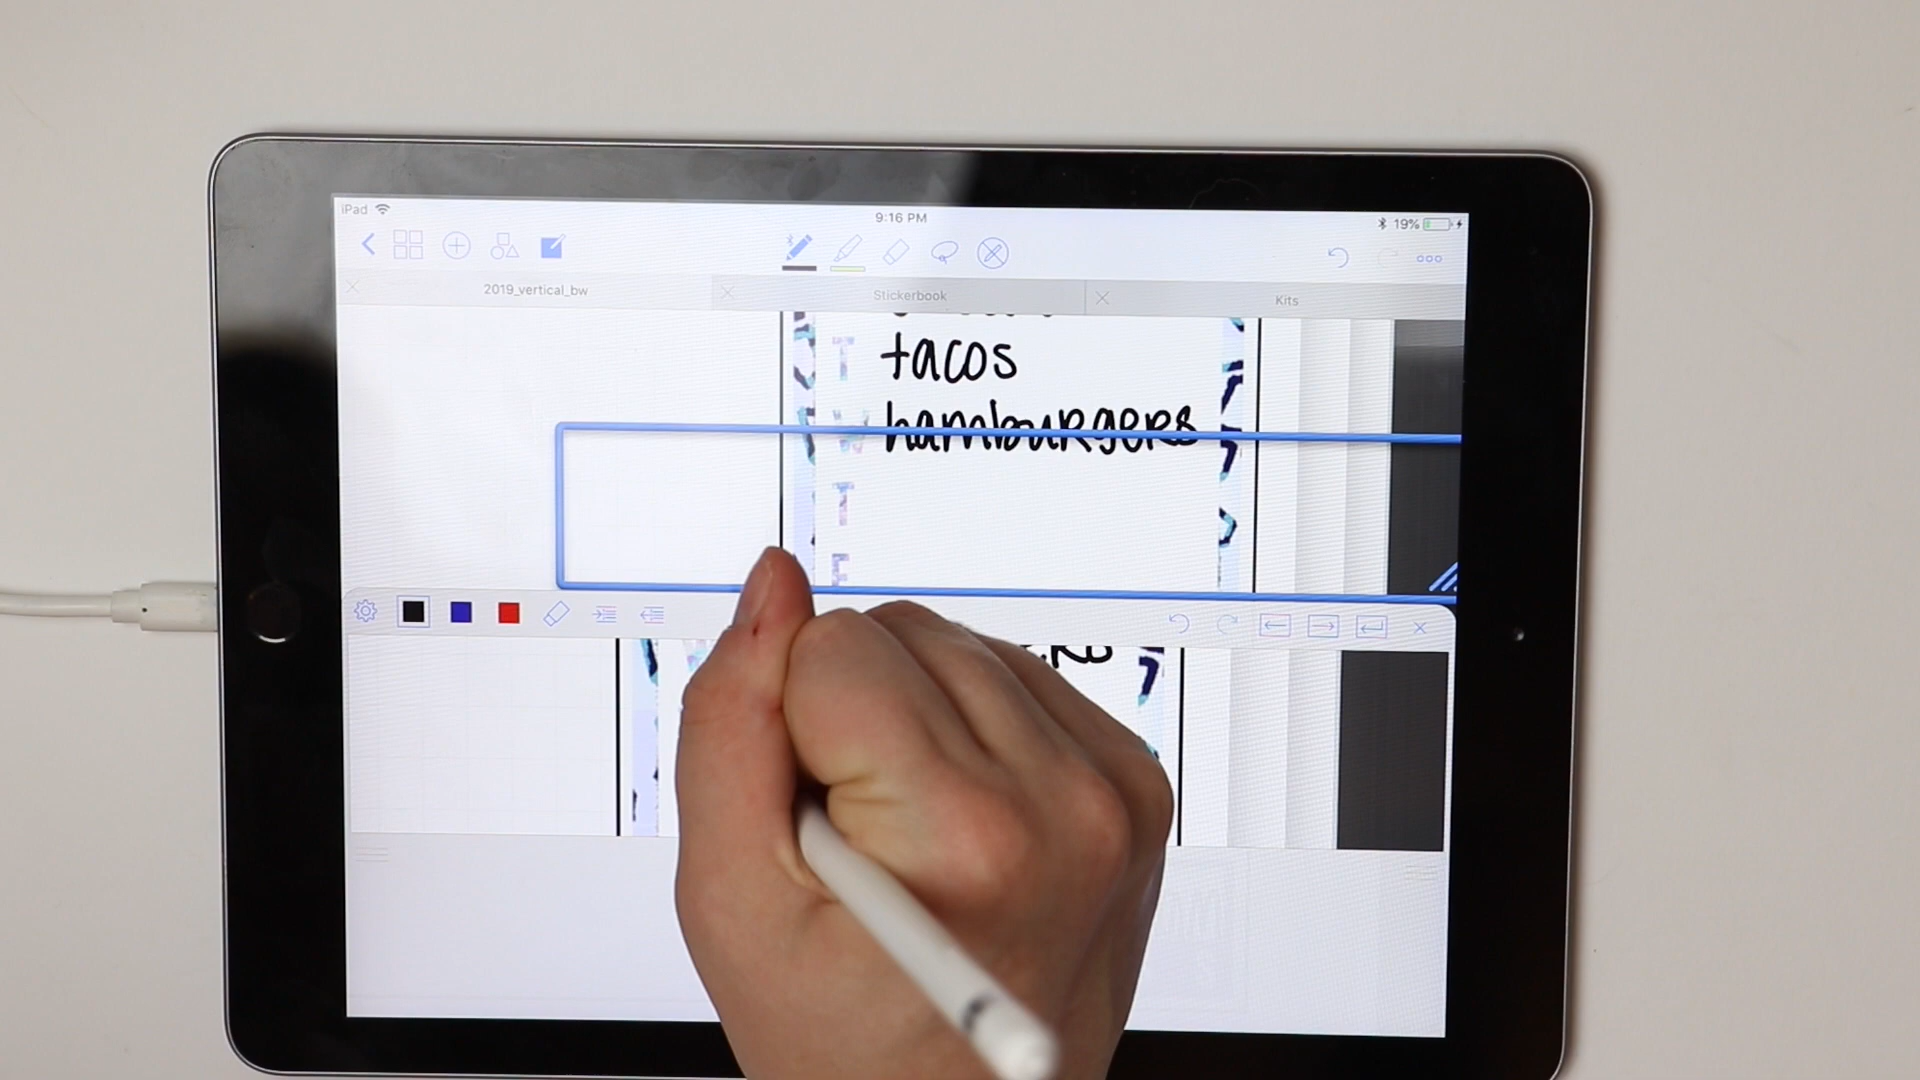 iPad
9:16 PM
19%
2019_vertical_bw
Stickerbook
Kits
T tacos
W hamburgers
T
F